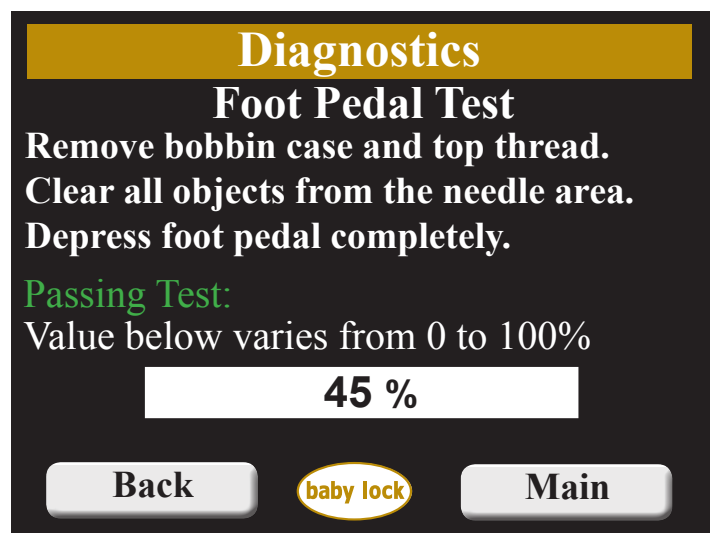 Diagnostics
Foot Pedal Test
Remove bobbin case and top thread.
Clear all objects from the needle area.
Depress foot pedal completely.
Passing Test:
Value below varies from 0 to 100%
45 %
Back
baby lock
Main